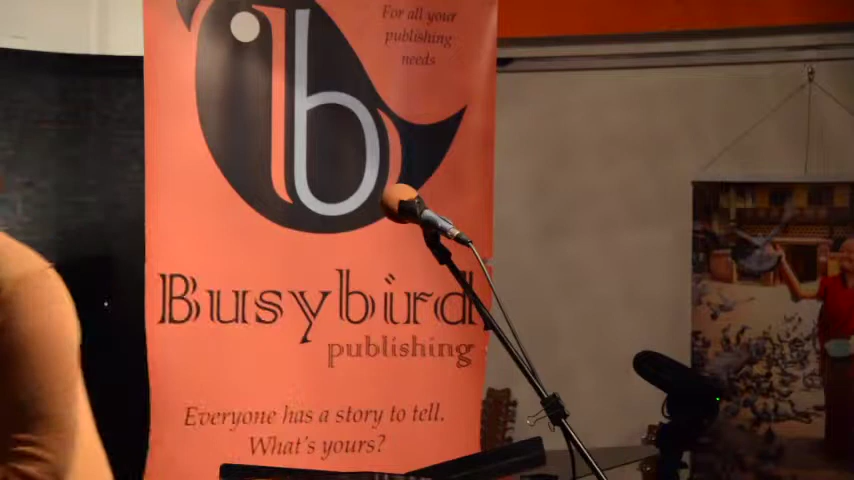 For all your
publishing
needs
b
Busybird
publishing
Everyone has a story to tell.
What's yours?